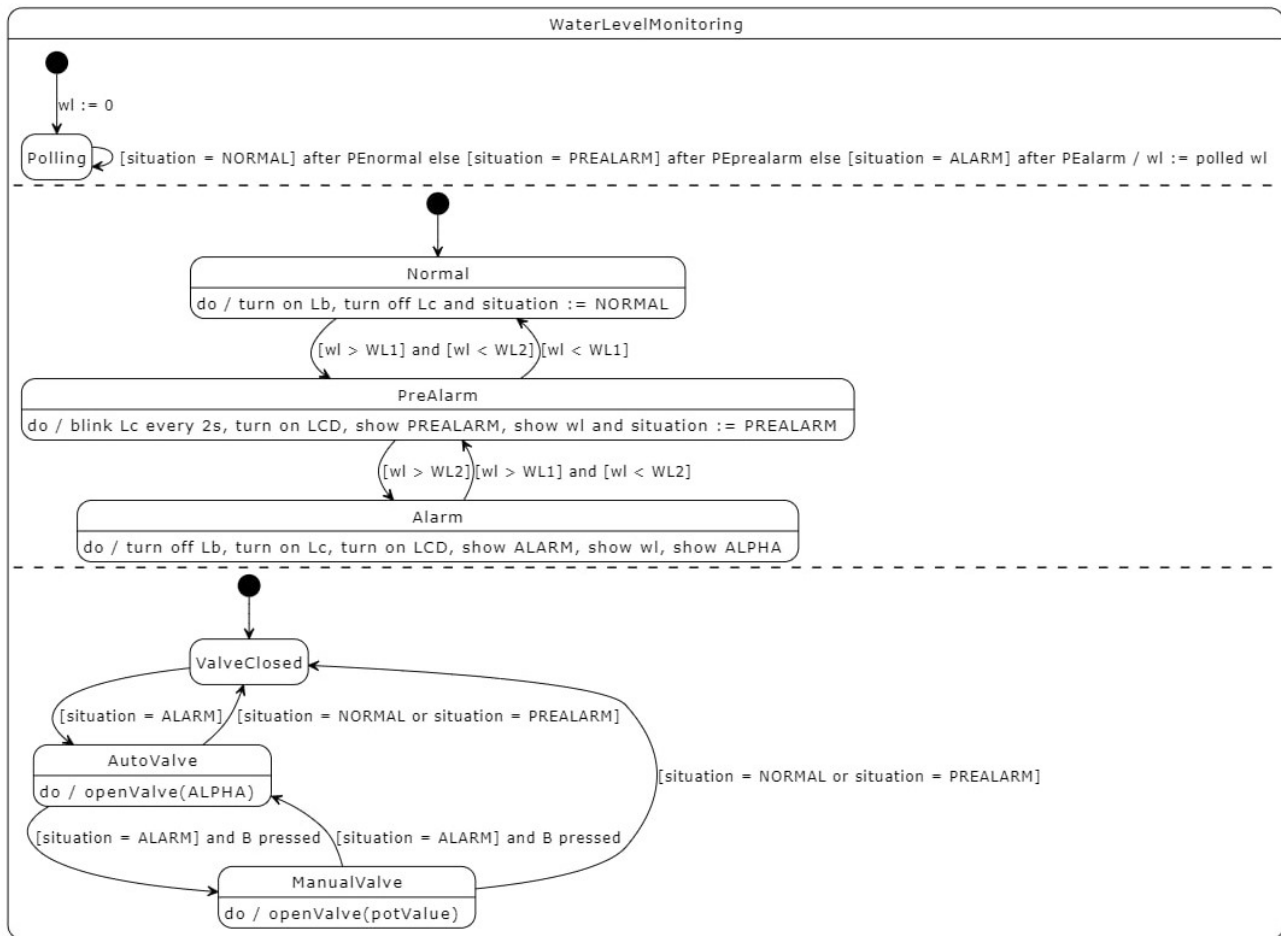 WaterLevelMonitoring
wl := 0
Polling
[situation = NORMAL] after PEnormal else [situation = PREALARM] after PEprealarm else [situation = ALARM] after PEalarm / wl := polled wl
Normal
do / turn on Lb, turn off Lc and situation := NORMAL
[wl > WL1] and [wl < WL2]
[wl < WL1]
PreAlarm
do / blink Lc every 2s, turn on LCD, show PREALARM, show wl and situation := PREALARM
[wl > WL2]
[wl > WL1] and [wl < WL2]
Alarm
do / turn off Lb, turn on Lc, turn on LCD, show ALARM, show wl, show ALPHA
ValveClosed
[situation = ALARM]
[situation = NORMAL or situation = PREALARM]
AutoValve
do / openValve(ALPHA)
[situation = NORMAL or situation = PREALARM]
[situation = ALARM] and B pressed
[situation = ALARM] and B pressed
ManualValve
do / openValve(potValue)